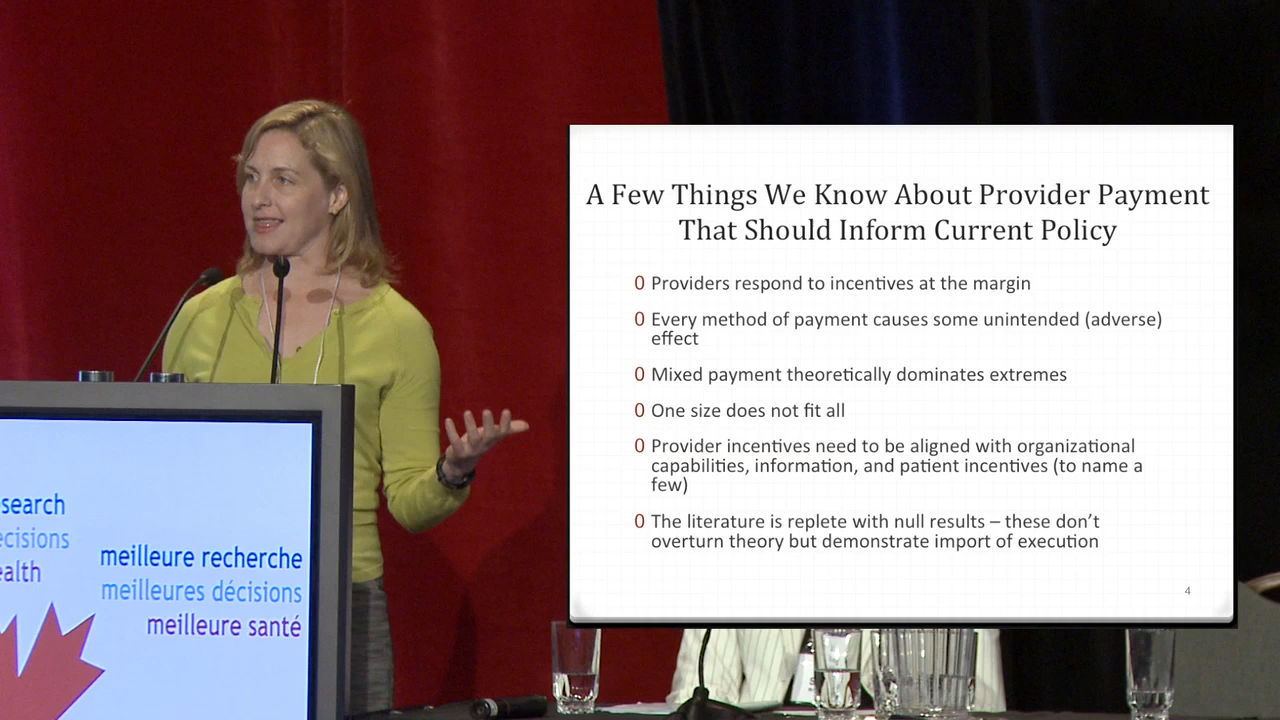 A Few Things We Know About Provider Payment
That Should Inform Current Policy
0 Providers respond to incentives at the margin
0 Every method of payment causes some unintended (adverse)
effect
0 Mixed payment theoretically dominates extremes
0 One size does not fit all
0 Provider incentives need to be aligned with organizational
capabilities, information, and patient incentives (to name a
few)
0 The literature is replete with null results – these don't
overturn theory but demonstrate import of execution
4
esearch
ecisions
ealth
meilleure recherche
meilleures décisions
meilleure santé